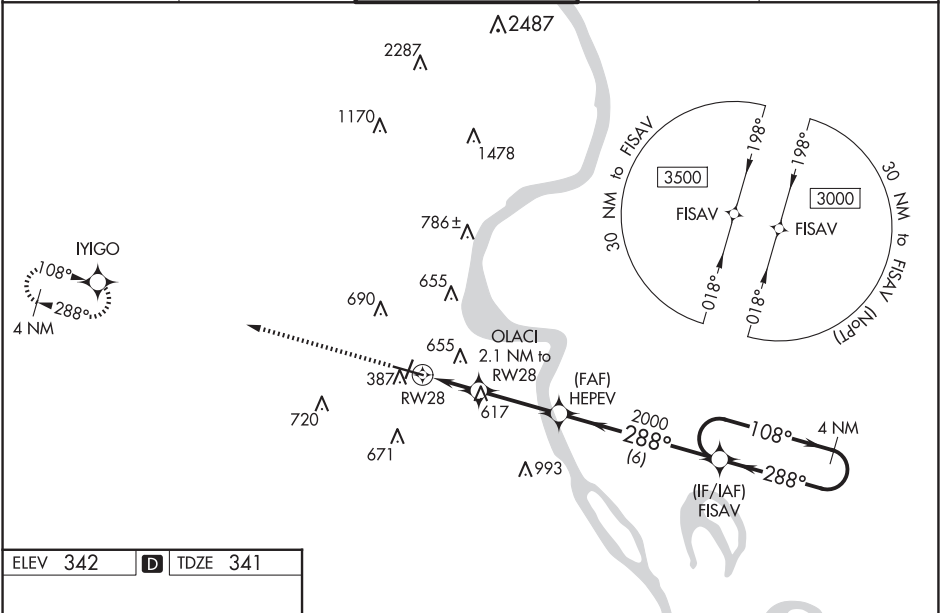 2487
2287
1170
1478
786±
655
690
655
387
RW28
OLACI
2.1 NM to
RW28
617
720
671
993
(FAF)
HEPEV
2000
288°
(6)
108°
4 NM
288°
(IF/IAF)
FISAV
IYIGO
108°
288°
4 NM
30 NM to FISAV
3500
198°
FISAV
018°
198°
3000
FISAV
018°
30 NM to FISAV (NoPT)
ELEV 342 D TDZE 341